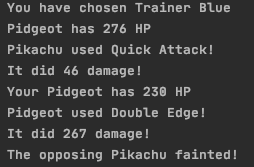 You have chosen Trainer Blue
Pidgeot has 276 HP
Pikachu used Quick Attack!
It did 46 damage!
Your Pidgeot has 230 HP
Pidgeot used Double Edge!
It did 267 damage!
The opposing Pikachu fainted!